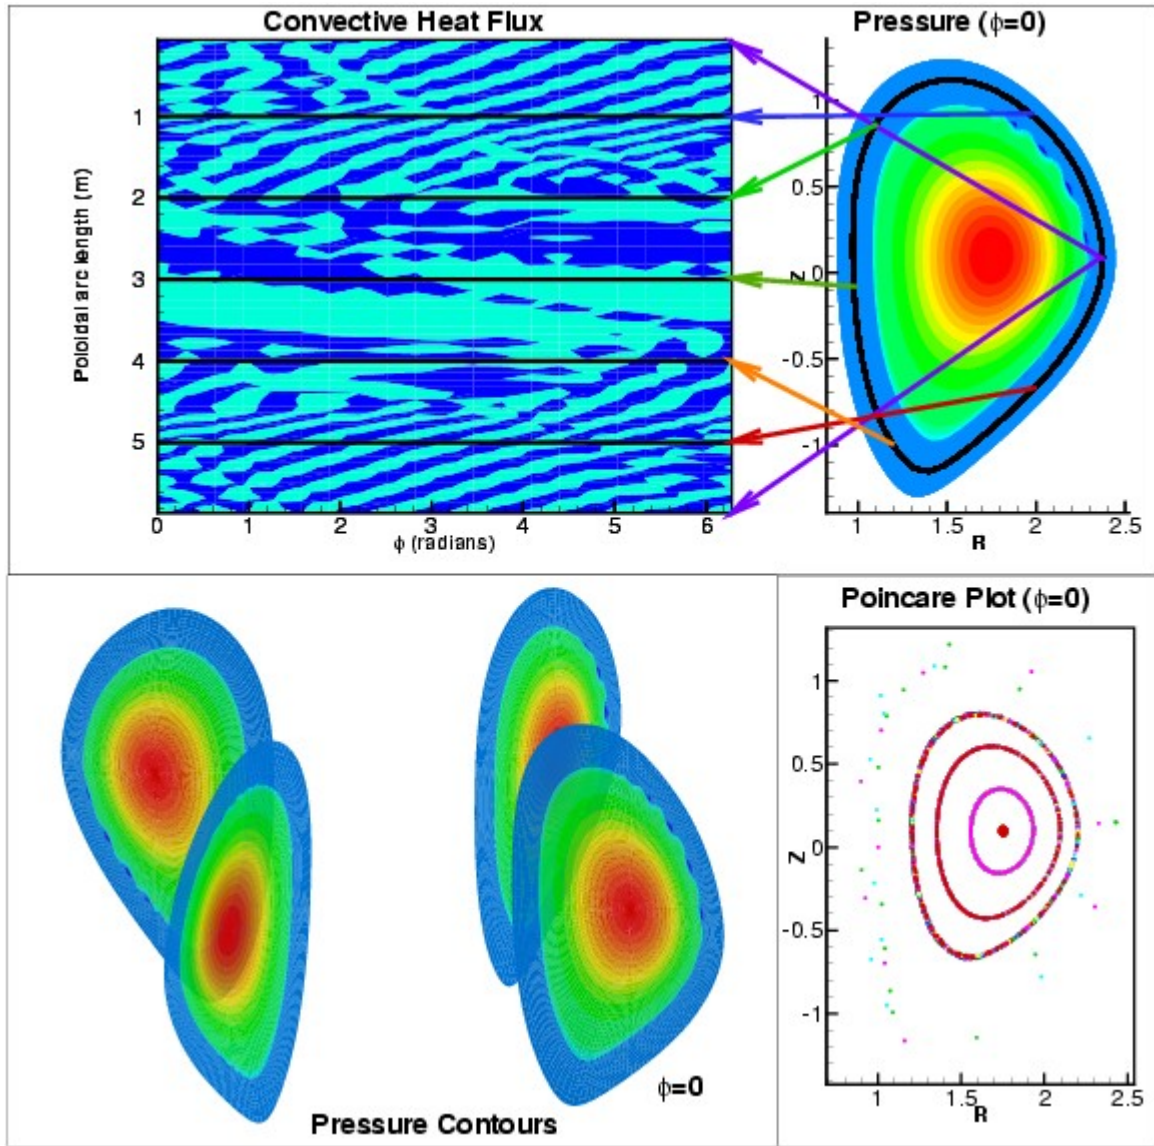 Convective Heat Flux
Pressure (ϕ=0)
Poloidal arc length (m)
1
2
3
4
5
0 1 2 3 4 5 6
ϕ (radians)
Z
1
0.5
0
-0.5
-1
1 1.5 2 2.5
R
Pressure Contours
ϕ=0
Poincare Plot (ϕ=0)
Z
1
0.5
0
-0.5
-1
1 1.5 2 2.5
R